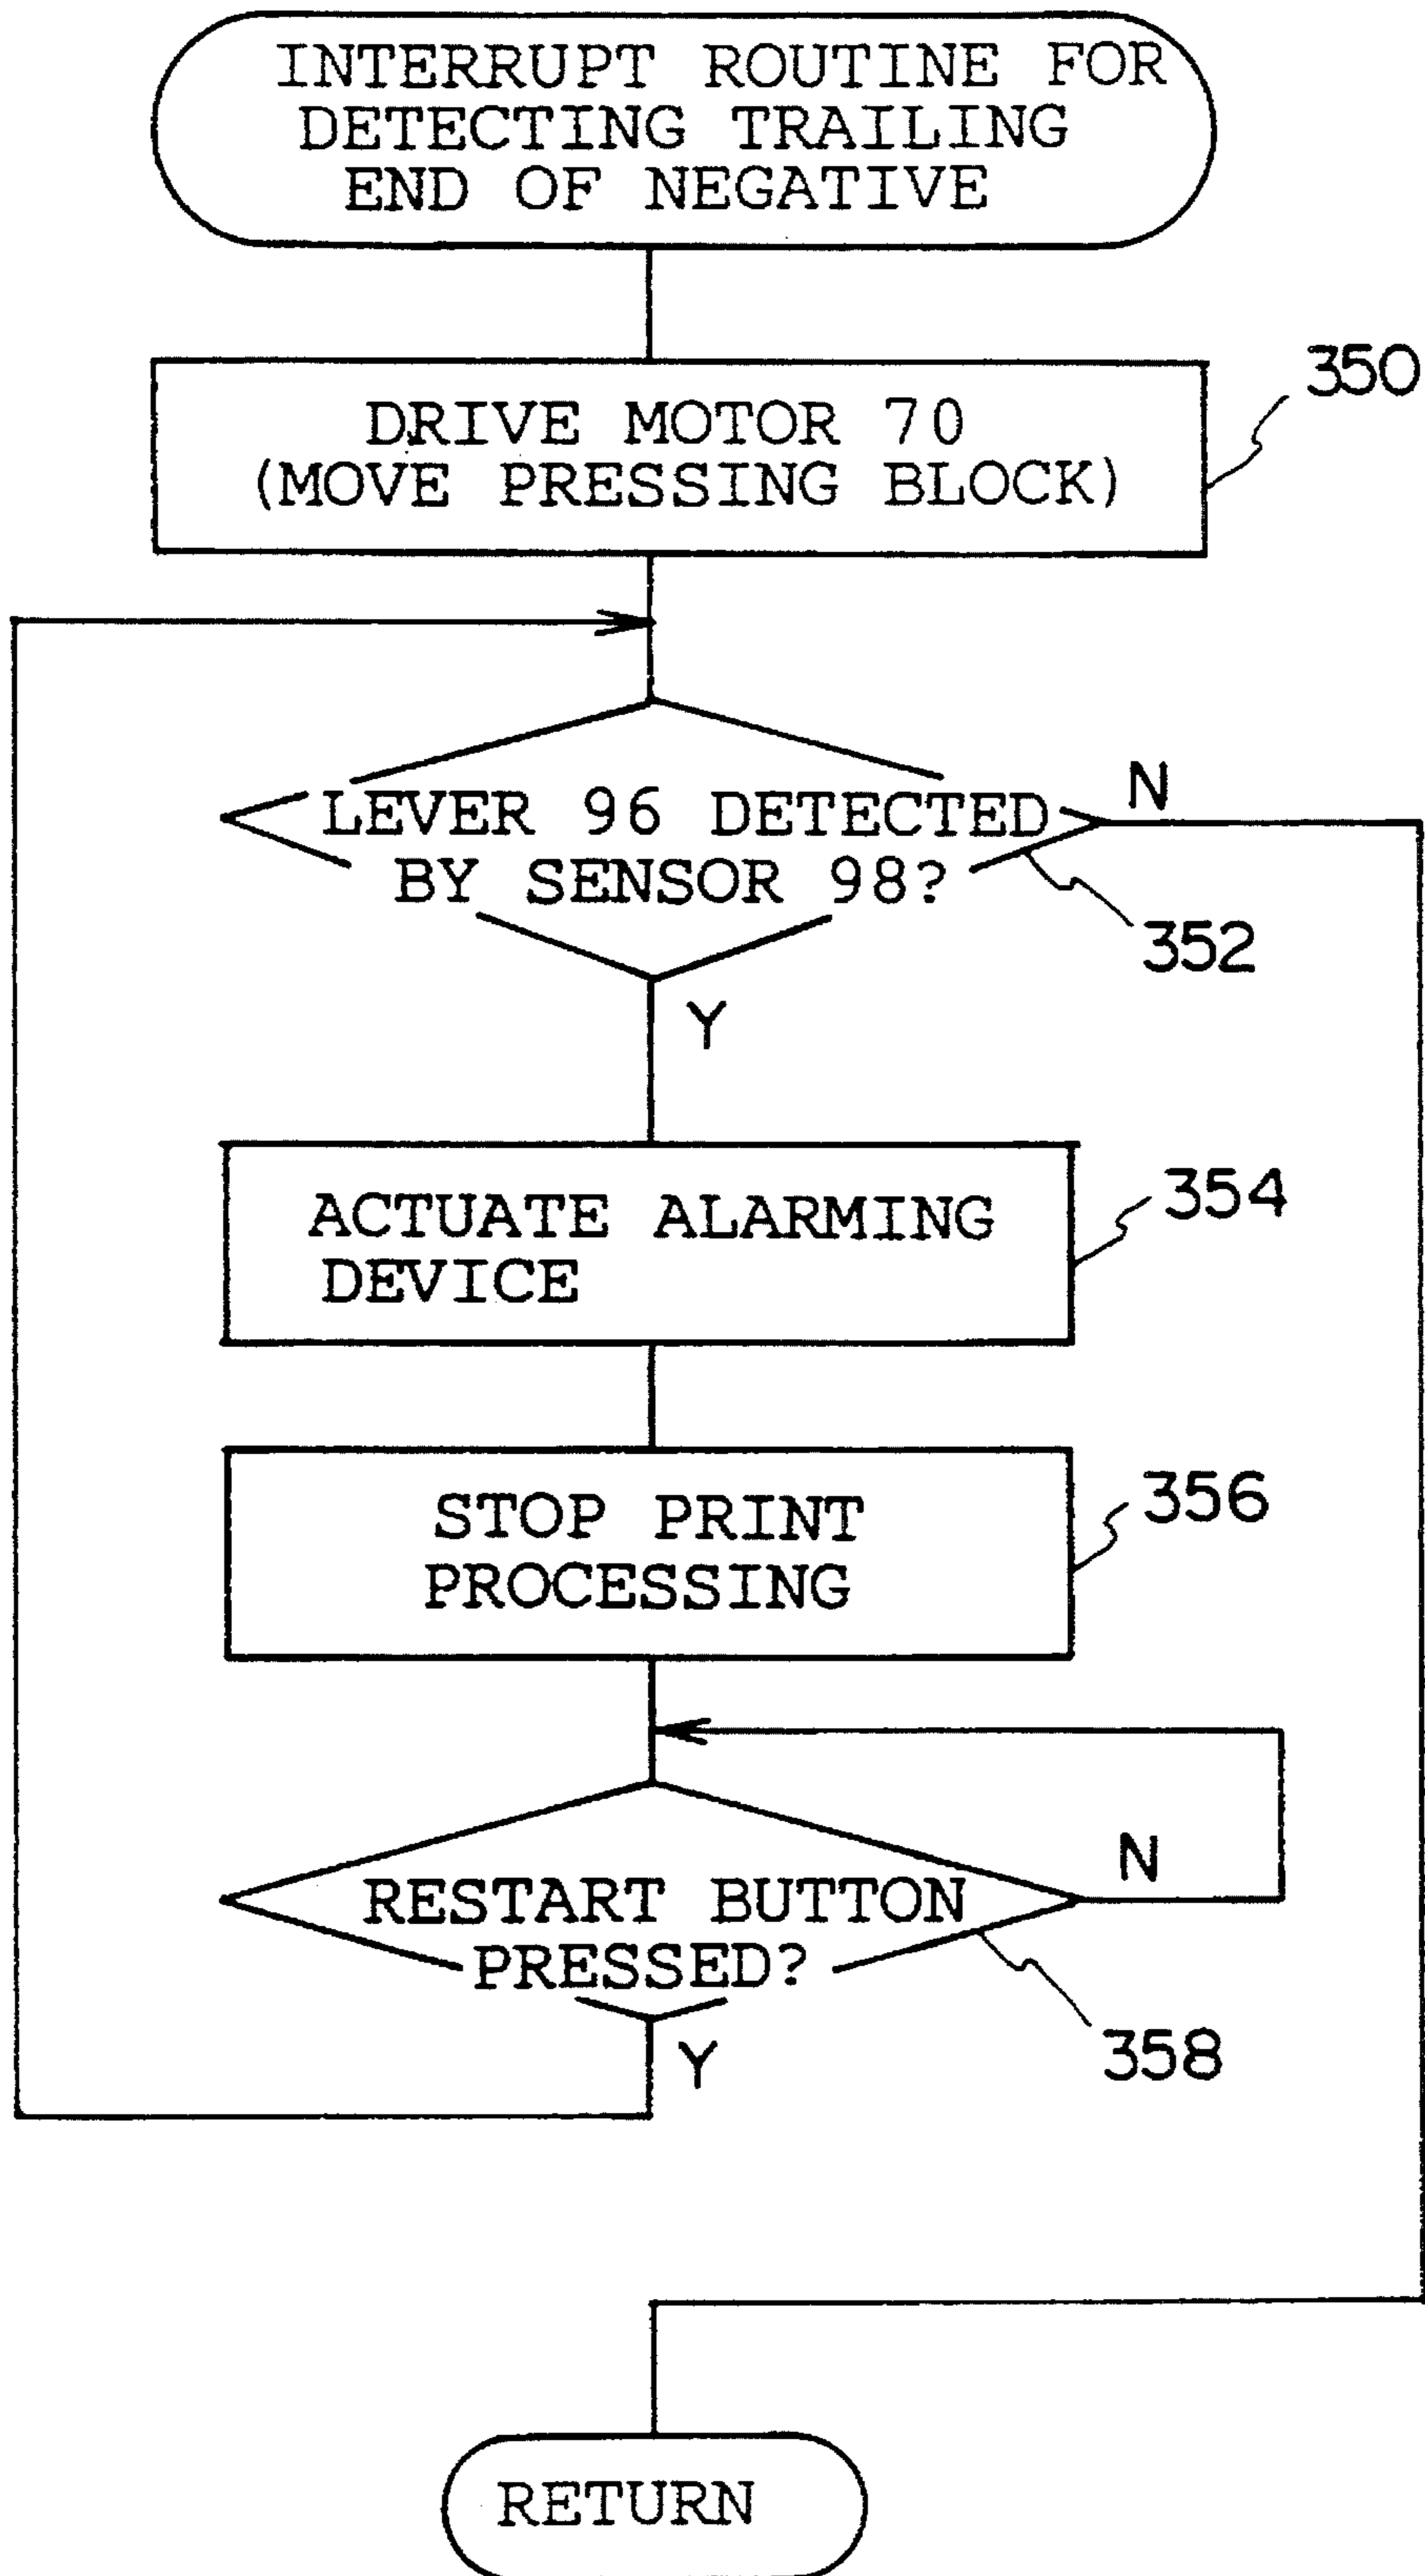 INTERRUPT ROUTINE FOR
DETECTING TRAILING
END OF NEGATIVE
350
DRIVE MOTOR 70
(MOVE PRESSING BLOCK)
N
LEVER 96 DETECTED
BY SENSOR 98?
352
Y
354
ACTUATE ALARMING
DEVICE
356
STOP PRINT
PROCESSING
N
RESTART BUTTON
PRESSED?
358
Y
RETURN